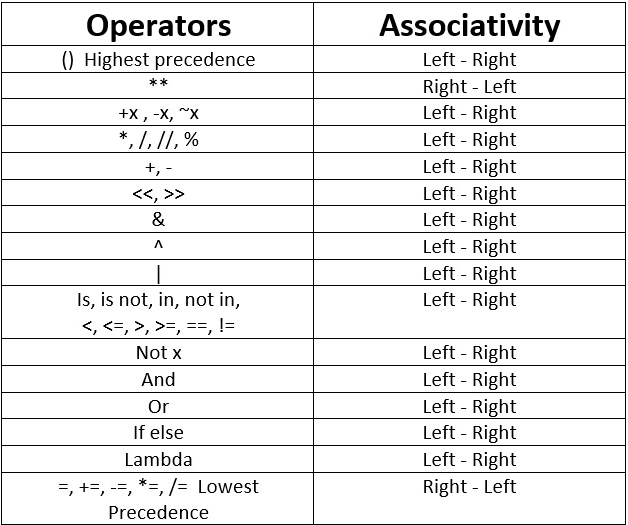 Operators Associativity
() Highest precedence Left - Right
** Right - Left
+x , -x, ~x Left - Right
*, /, //, % Left - Right
+, - Left - Right
<<, >> Left - Right
& Left - Right
^ Left - Right
| Left - Right
Is, is not, in, not in, Left - Right
<, <=, >, >=, ==, !=
Not x Left - Right
And Left - Right
Or Left - Right
If else Left - Right
Lambda Left - Right
=, +=, -=, *=, /= Lowest Right - Left
Precedence